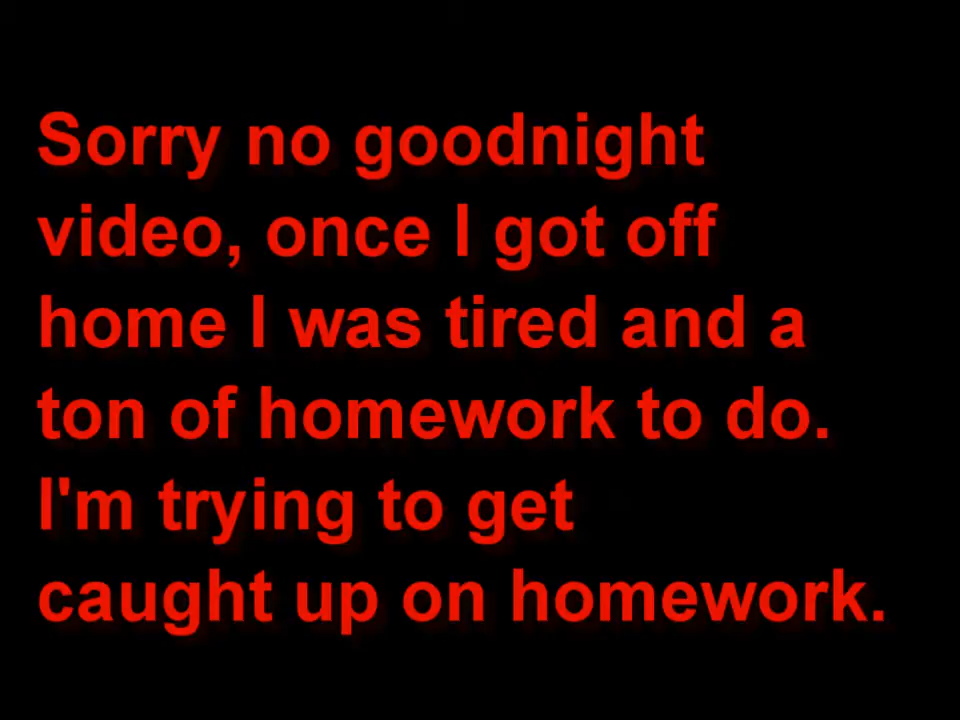 Sorry no goodnight
video, once I got off
home I was tired and a
ton of homework to do.
I'm trying to get
caught up on homework.